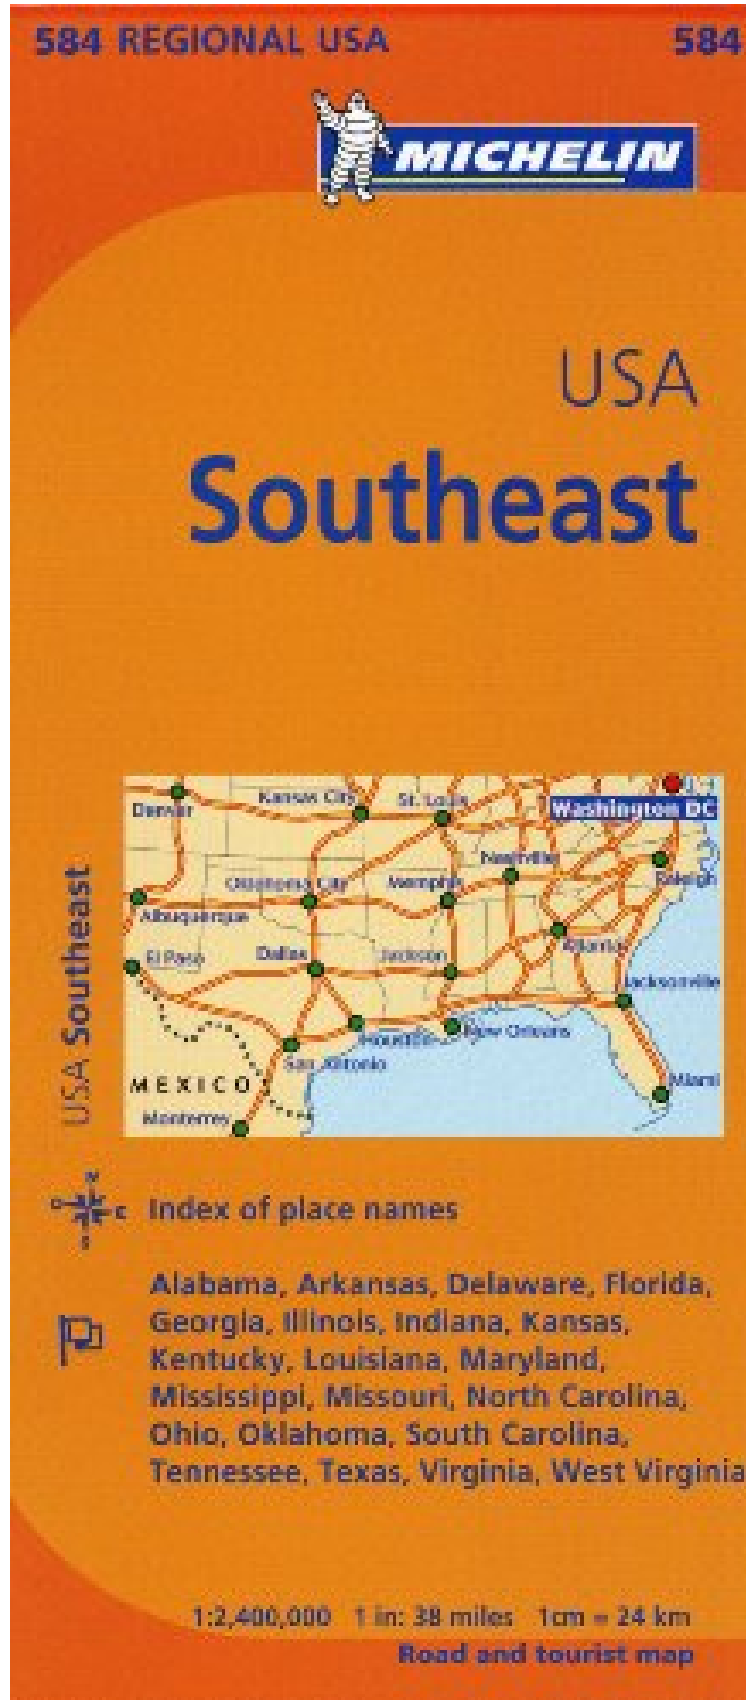 584 REGIONAL USA 584
MICHELIN
USA
Southeast
USA Southeast
Denver
Kansas City
St. Louis
Washington DC
Nashville
Raleigh
Oklahoma City
Memphis
Albuquerque
Atlanta
El Paso
Dallas
Jackson
Jacksonville
Houston
New Orleans
San Antonio
Miami
MEXICO
Monterrey
Index of place names
Alabama, Arkansas, Delaware, Florida,
Georgia, Illinois, Indiana, Kansas,
Kentucky, Louisiana, Maryland,
Mississippi, Missouri, North Carolina,
Ohio, Oklahoma, South Carolina,
Tennessee, Texas, Virginia, West Virginia
1:2,400,000 1 in: 38 miles 1cm = 24 km
Road and tourist map